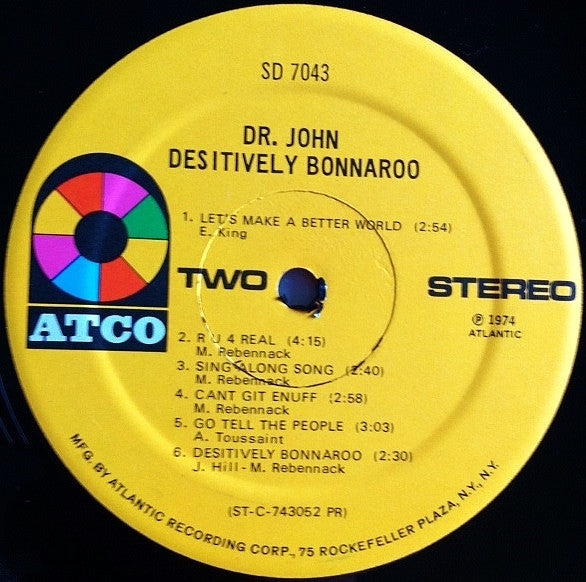 SD 7043
DR. JOHN
DESITIVELY BONNAROO
1. LET'S MAKE A BETTER WORLD (2:54)
E. King
TWO
STEREO
ATCO
℗ 1974
ATLANTIC
2. R U 4 REAL (4:15)
M. Rebennack
3. SING ALONG SONG (2:40)
M. Rebennack
4. CANT GIT ENUFF (2:58)
M. Rebennack
5. GO TELL THE PEOPLE (3:03)
A. Toussaint
6. DESITIVELY BONNAROO (2:30)
J. Hill - M. Rebennack
(ST-C-743052 PR)
MFG. BY ATLANTIC RECORDING CORP., 75 ROCKEFELLER PLAZA, N.Y., N.Y.